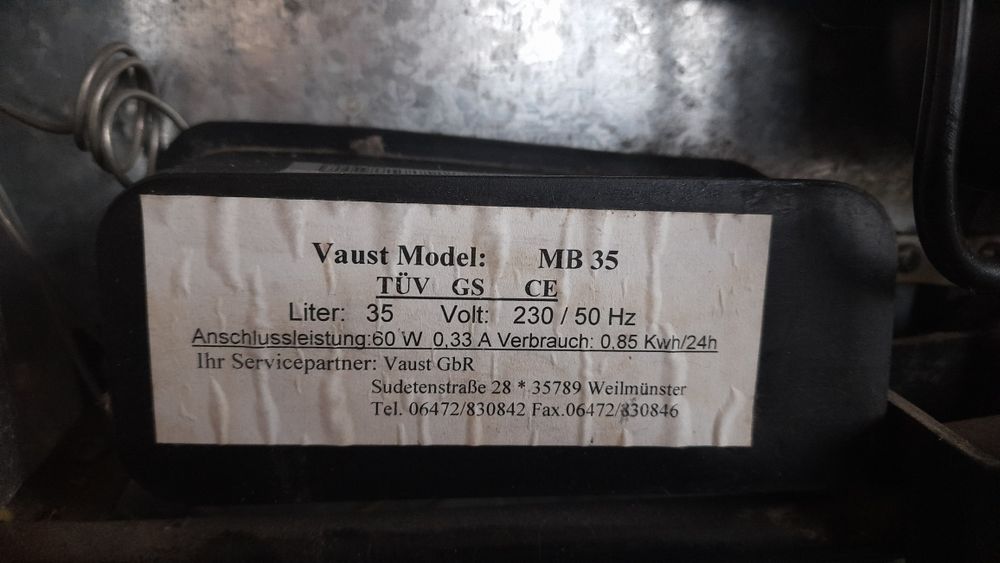 Vaust Model: MB 35
TÜV GS CE
Liter: 35 Volt: 230 / 50 Hz
Anschlussleistung:60 W 0,33 A Verbrauch: 0,85 Kwh/24h
Ihr Servicepartner: Vaust GbR
Sudetenstraße 28 * 35789 Weilmünster
Tel. 06472/830842 Fax.06472/830846